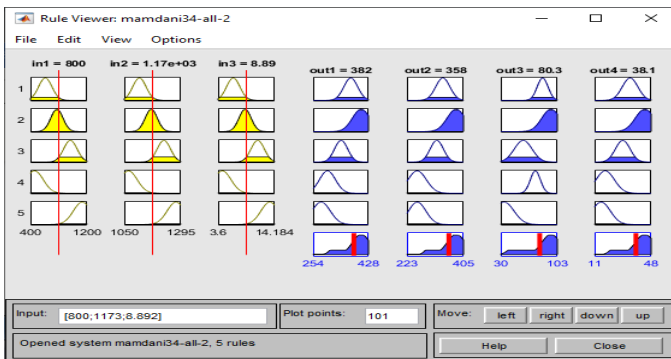 Rule Viewer: mamdani34-all-2
File Edit View Options
in1 = 800 in2 = 1.17e+03 in3 = 8.89 out1 = 382 out2 = 358 out3 = 80.3 out4 = 38.1
1
2
3
4
5
400 1200 1050 1295 3.6 14.184
254 428 223 405 30 103 11 48
Input: [800;1173;8.892] Plot points: 101 Move: left right down up
Opened system mamdani34-all-2, 5 rules Help Close